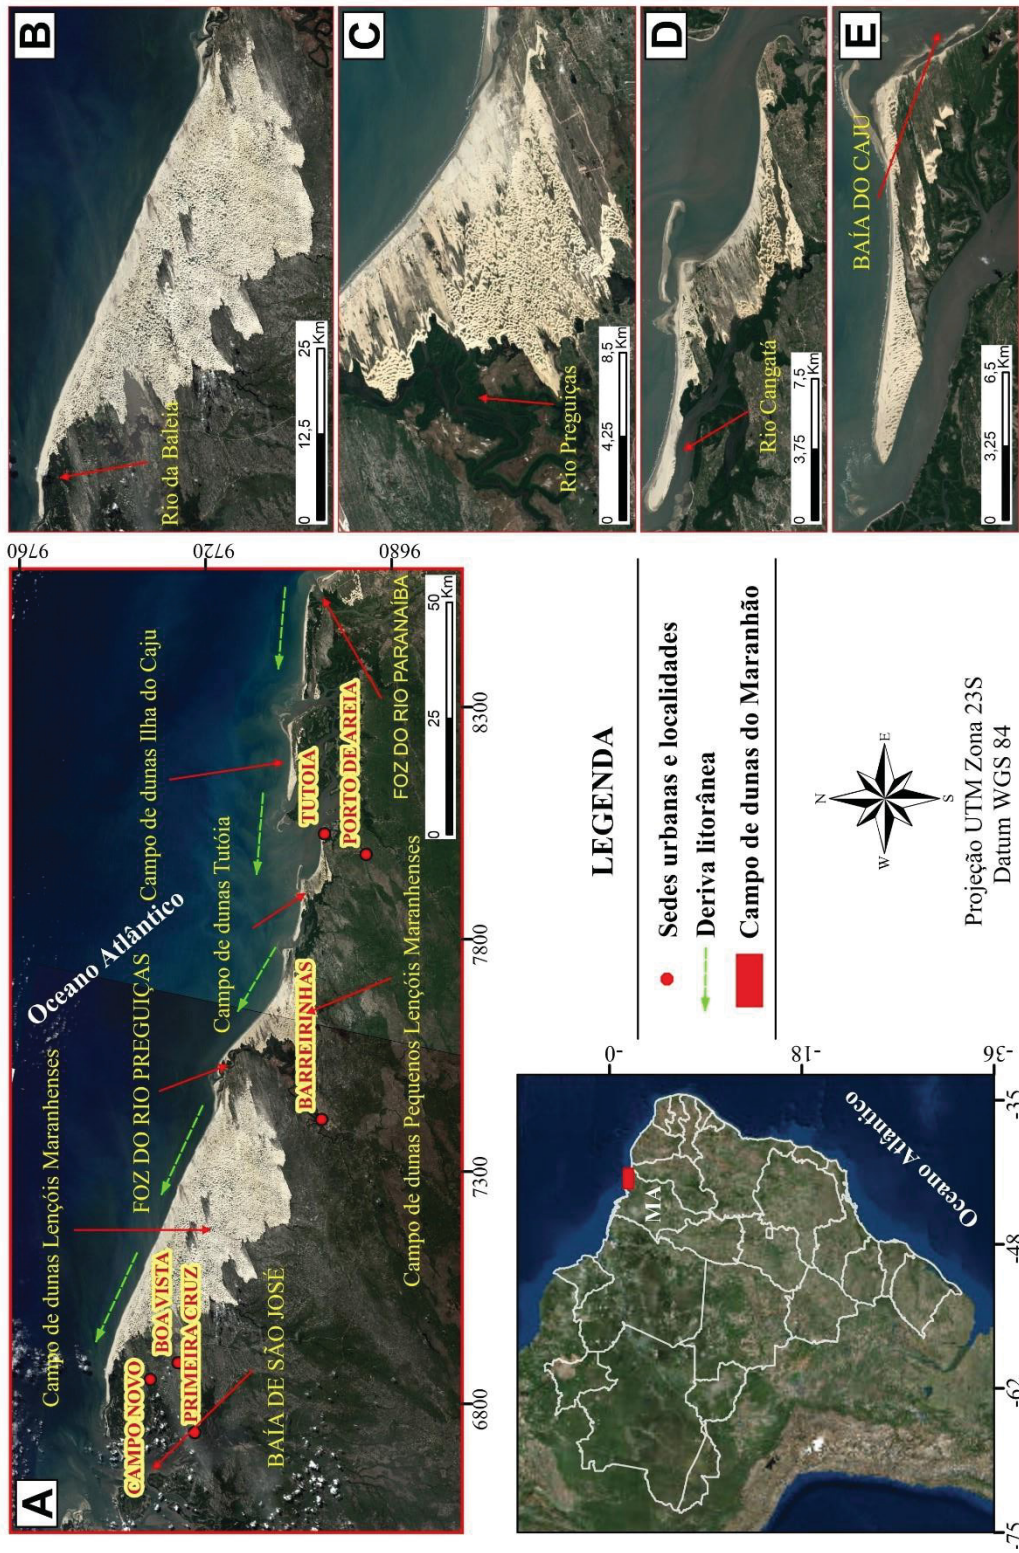 A
Oceano Atlântico
Campo de dunas Lençóis Maranhenses
FOZ DO RIO PREGUIÇAS
Campo de dunas Ilha do Caju
Campo de dunas Tutóia
CAMPO NOVO
BOA VISTA
PRIMEIRA CRUZ
BAÍA DE SÃO JOSÉ
BARREIRINHAS
TUTOIA
PORTO DE AREIA
Campo de dunas Pequenos Lençóis Maranhenses
FOZ DO RIO PARANAÍBA
0 25 50
Km
9760
9720
9680
6800 7300 7800 8300
B
Rio da Baleia
0 12,5 25
Km
C
Rio Preguiças
0 4,25 8,5
Km
D
Rio Cangatá
0 3,75 7,5
Km
E
BAÍA DO CAJU
0 3,25 6,5
Km
MA
Oceano Atlântico
-0
-18
-36
-75 -62 -48 -35
LEGENDA
Sedes urbanas e localidades
Deriva litorânea
Campo de dunas do Maranhão
N
W E
S
Projeção UTM Zona 23S
Datum WGS 84